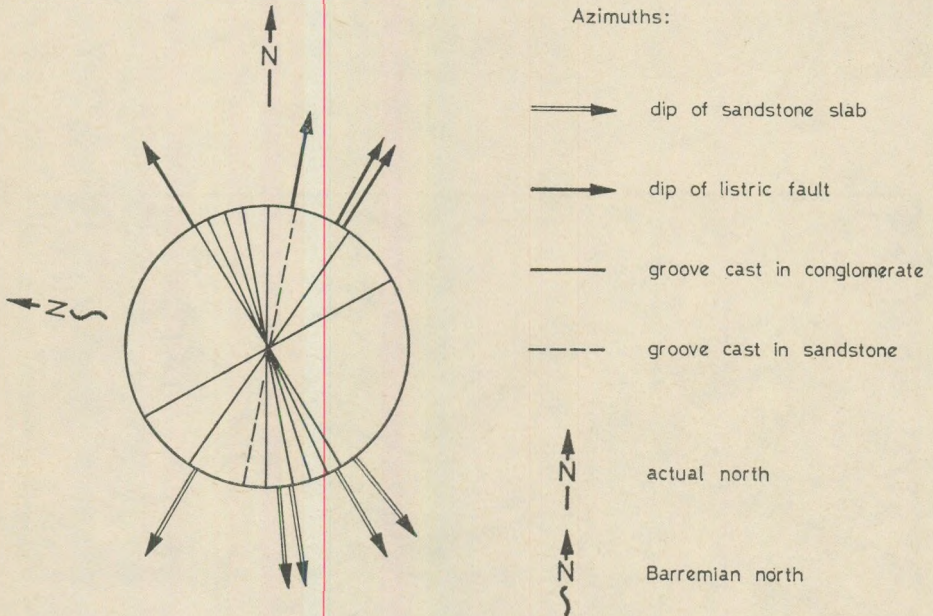 Azimuths:
N
dip of sandstone slab
dip of listric fault
groove cast in conglomerate
N
groove cast in sandstone
N
actual north
N
Barremian north